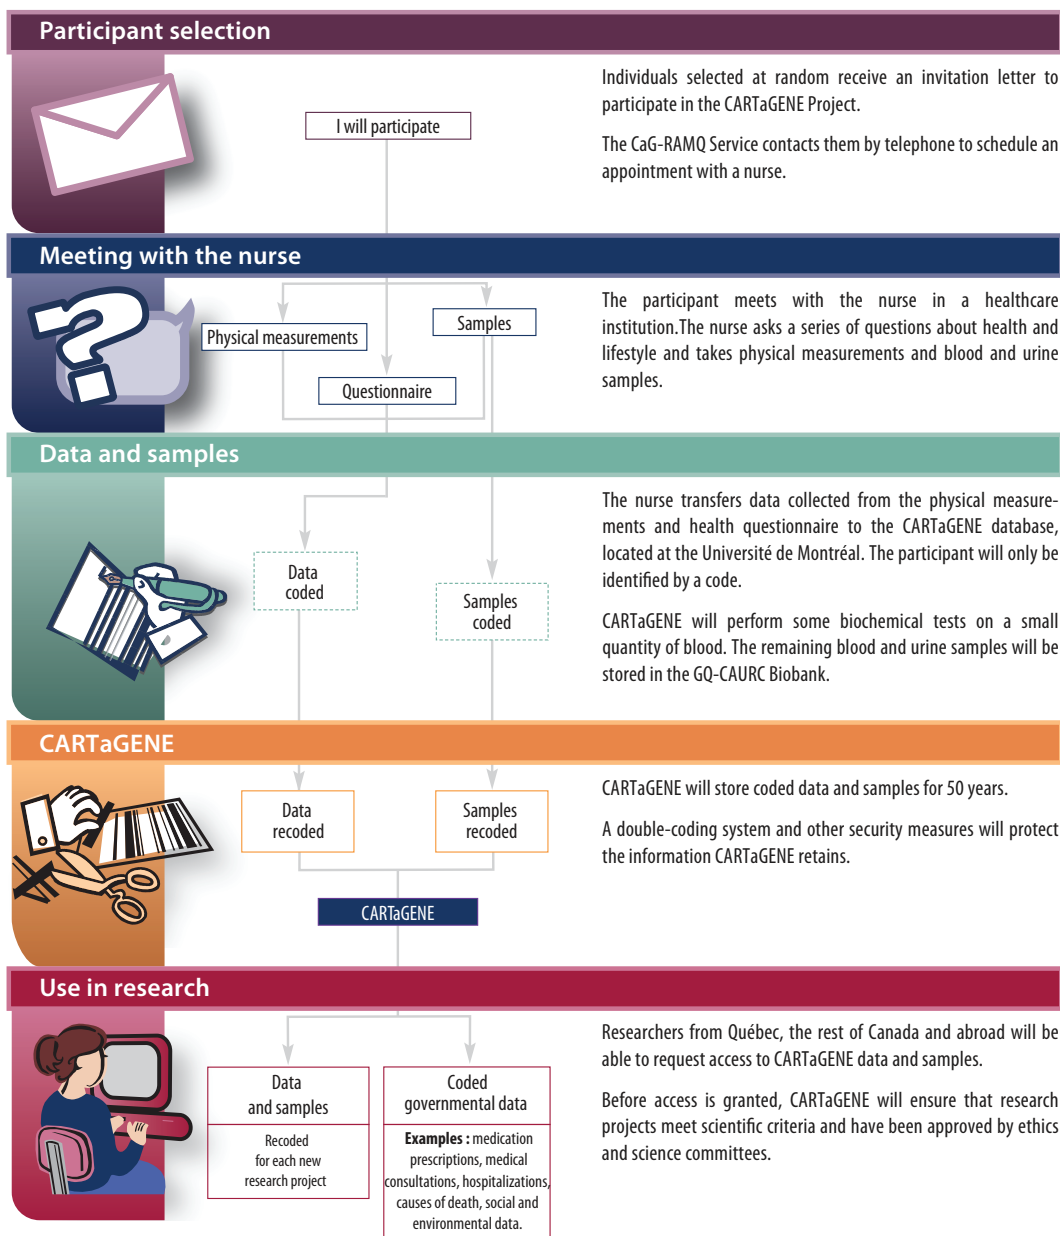 Participant selection
I will participate
Individuals selected at random receive an invitation letter to
participate in the CARTaGENE Project.
The CaG-RAMQ Service contacts them by telephone to schedule an
appointment with a nurse.
Meeting with the nurse
Physical measurements
Samples
Questionnaire
The participant meets with the nurse in a healthcare
institution.The nurse asks a series of questions about health and
lifestyle and takes physical measurements and blood and urine
samples.
Data and samples
Data
coded
Samples
coded
The nurse transfers data collected from the physical measure-
ments and health questionnaire to the CARTaGENE database,
located at the Université de Montréal. The participant will only be
identified by a code.
CARTaGENE will perform some biochemical tests on a small
quantity of blood. The remaining blood and urine samples will be
stored in the GQ-CAURC Biobank.
CARTaGENE
Data
recoded
Samples
recoded
CARTaGENE
CARTaGENE will store coded data and samples for 50 years.
A double-coding system and other security measures will protect
the information CARTaGENE retains.
Use in research
Data
and samples
Recoded
for each new
research project
Coded
governmental data
Examples : medication
prescriptions, medical
consultations, hospitalizations,
causes of death, social and
environmental data.
Researchers from Québec, the rest of Canada and abroad will be
able to request access to CARTaGENE data and samples.
Before access is granted, CARTaGENE will ensure that research
projects meet scientific criteria and have been approved by ethics
and science committees.